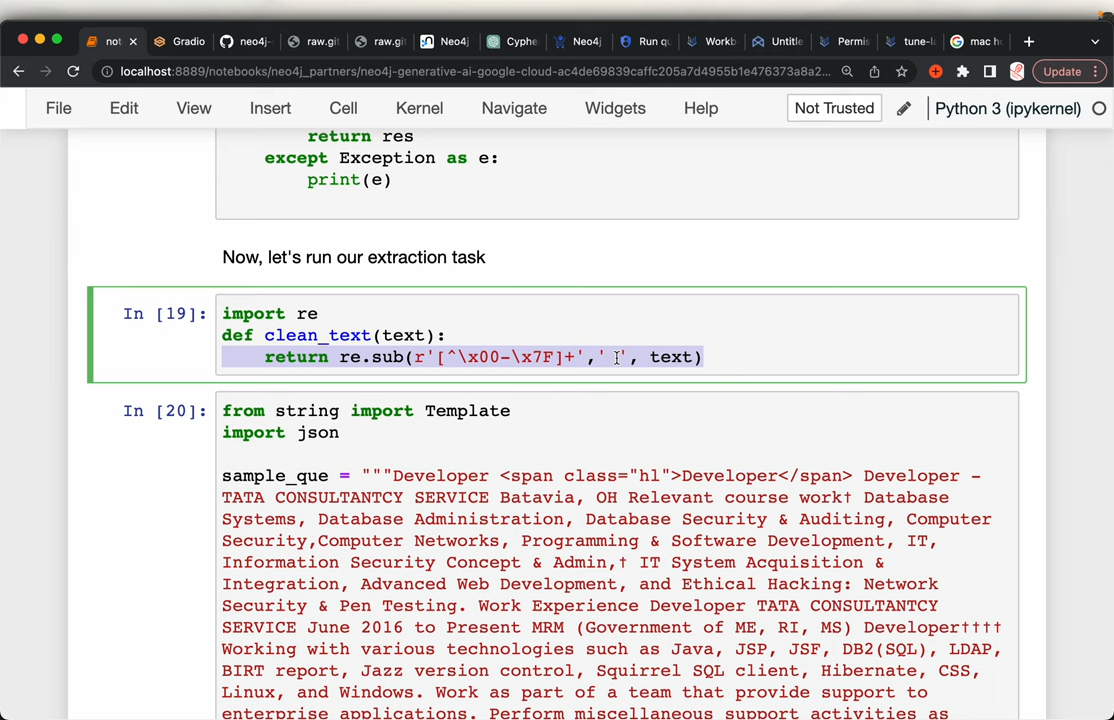 not
Gradio
neo4j-
raw.git
raw.git
Neo4j
Cyphe
Neo4j
Run qu
Workb
Untitle
Permis
tune-l
mac h
localhost:8889/notebooks/neo4j_partners/neo4j-generative-ai-google-cloud-ac4de69839caffc205a7d4955b1e476373a8a2...
Update
File Edit View Insert Cell Kernel Navigate Widgets Help Not Trusted Python 3 (ipykernel)
return res
except Exception as e:
print(e)
Now, let's run our extraction task
In [19]: import re
def clean_text(text):
return re.sub(r'[^\x00-\x7F]+',' ', text)
In [20]: from string import Template
import json
sample_que = """Developer <span class="hl">Developer</span> Developer -
TATA CONSULTANTCY SERVICE Batavia, OH Relevant course work† Database
Systems, Database Administration, Database Security & Auditing, Computer
Security,Computer Networks, Programming & Software Development, IT,
Information Security Concept & Admin,† IT System Acquisition &
Integration, Advanced Web Development, and Ethical Hacking: Network
Security & Pen Testing. Work Experience Developer TATA CONSULTANTCY
SERVICE June 2016 to Present MRM (Government of ME, RI, MS) Developer††††
Working with various technologies such as Java, JSP, JSF, DB2(SQL), LDAP,
BIRT report, Jazz version control, Squirrel SQL client, Hibernate, CSS,
Linux, and Windows. Work as part of a team that provide support to
enterprise applications. Perform miscellaneous support activities as